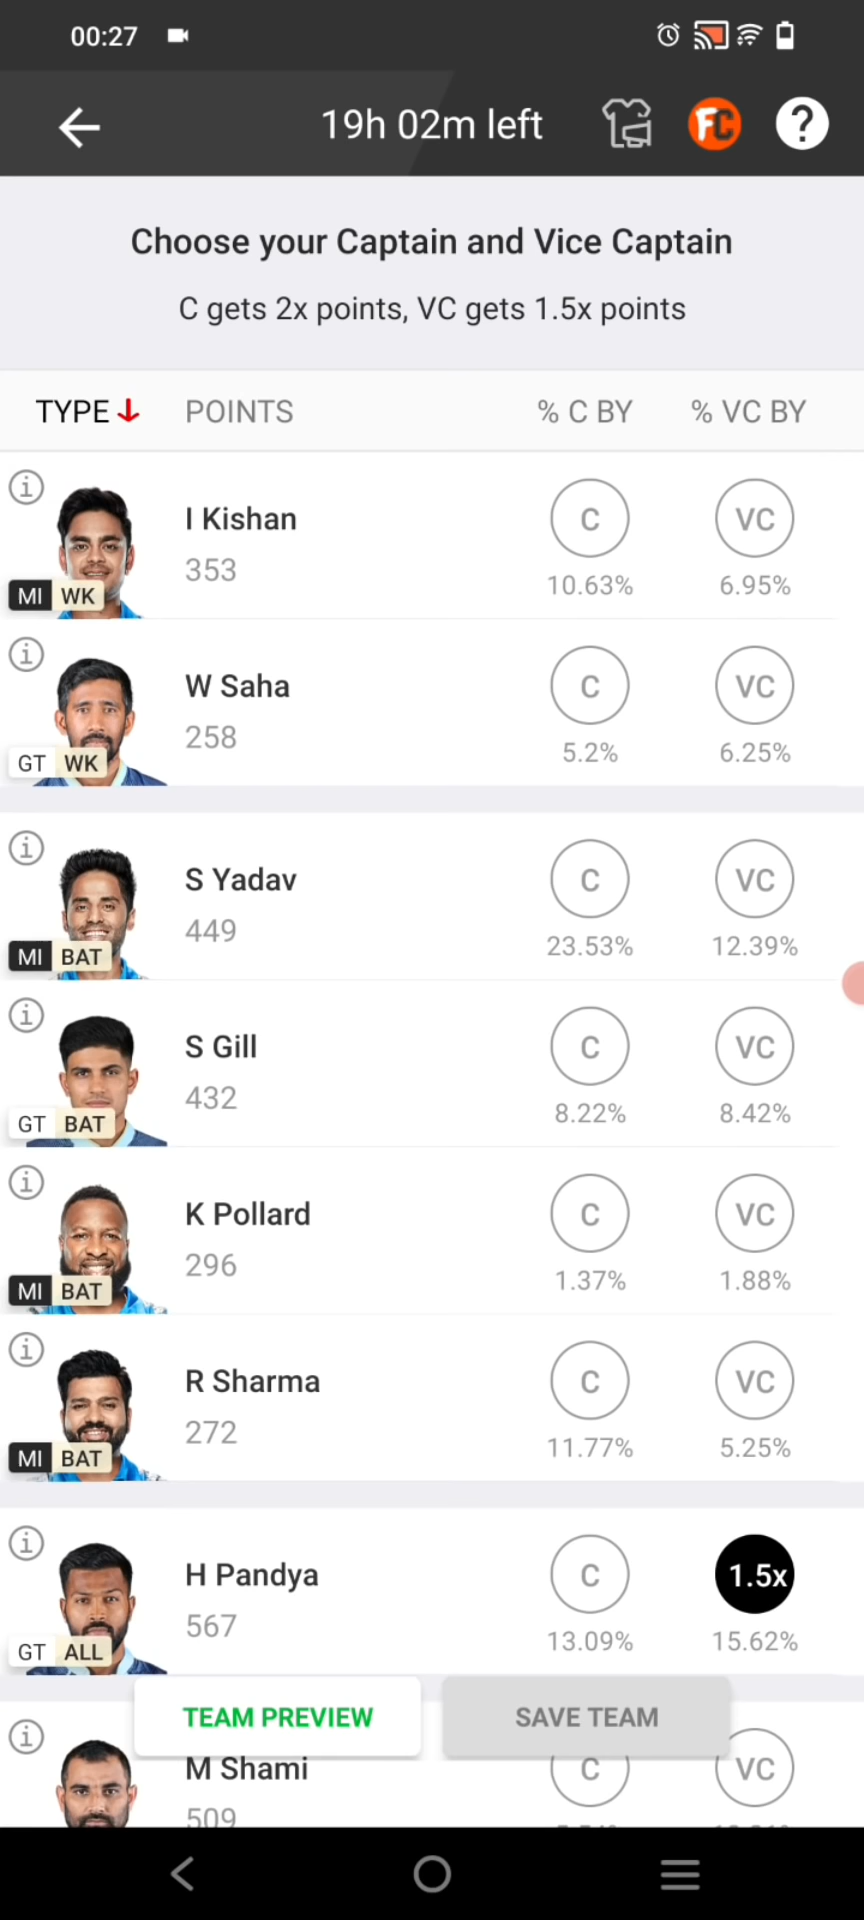 00:27
19h 02m left
FC
?
Choose your Captain and Vice Captain
C gets 2x points, VC gets 1.5x points
TYPE POINTS % C BY % VC BY
I Kishan
353
C
10.63%
VC
6.95%
MI WK
W Saha
258
C
5.2%
VC
6.25%
GT WK
S Yadav
449
C
23.53%
VC
12.39%
MI BAT
S Gill
432
C
8.22%
VC
8.42%
GT BAT
K Pollard
296
C
1.37%
VC
1.88%
MI BAT
R Sharma
272
C
11.77%
VC
5.25%
MI BAT
H Pandya
567
C
13.09%
1.5x
15.62%
GT ALL
TEAM PREVIEW
SAVE TEAM
M Shami
509
C
VC